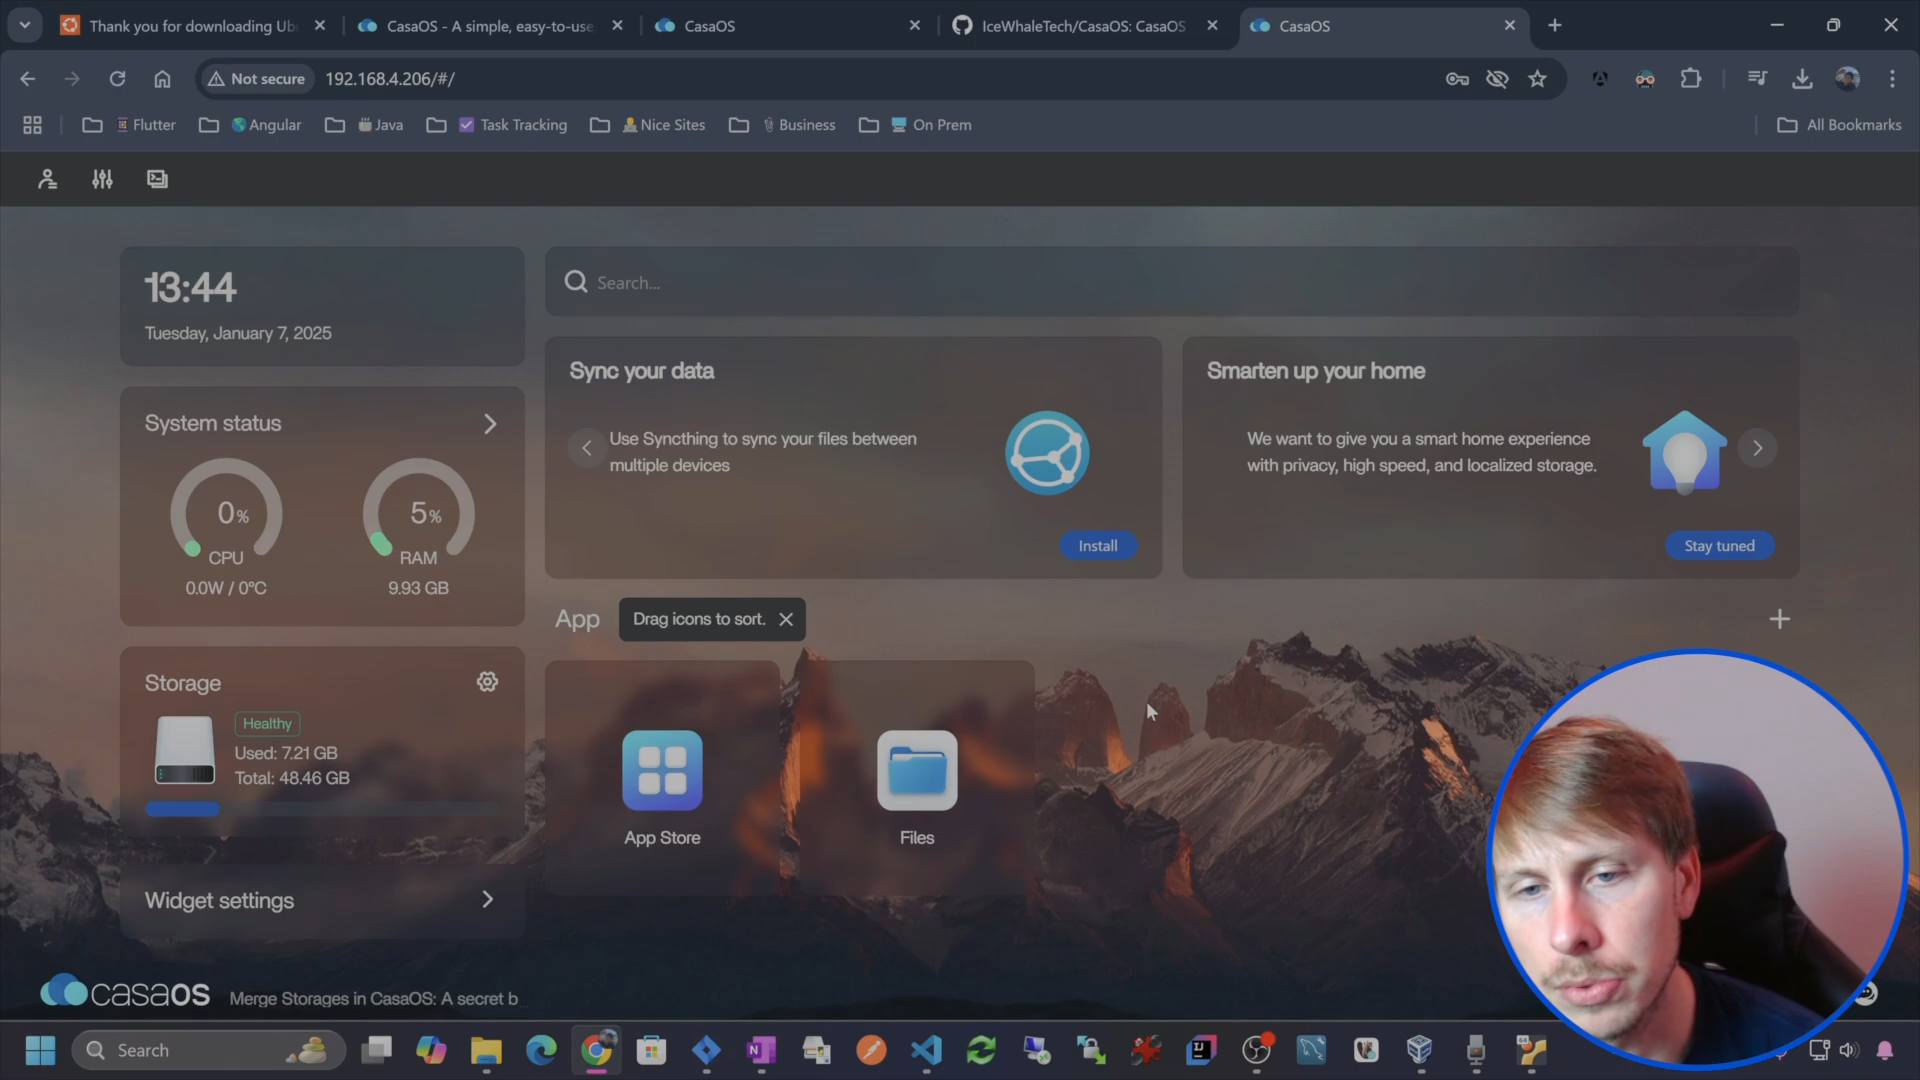 Thank you for downloading Ub
CasaOS - A simple, easy-to-use,
CasaOS
IceWhaleTech/CasaOS: CasaOS
CasaOS
Not secure
192.168.4.206/#/
Flutter
Angular
Java
Task Tracking
Nice Sites
Business
On Prem
All Bookmarks
13:44
Tuesday, January 7, 2025
Search...
System status
0%
CPU
0.0W / 0°C
5%
RAM
9.93 GB
Sync your data
Use Syncthing to sync your files between
multiple devices
Install
Smarten up your home
We want to give you a smart home experience
with privacy, high speed, and localized storage.
Stay tuned
App
Drag icons to sort.
Storage
Healthy
Used: 7.21 GB
Total: 48.46 GB
App Store
Files
Widget settings
casaOS
Merge Storages in CasaOS: A secret b...
Search